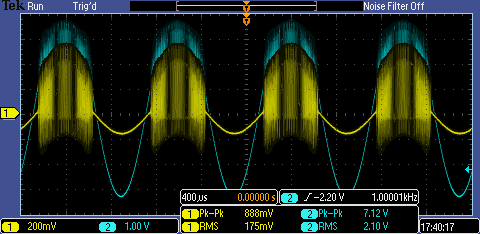 Tek Run Trig'd Noise Filter Off
T
1
400µs 0.00000 s 2 -2.20 V 1.00001kHz
1 Pk-Pk 888mV 2 Pk-Pk 7.12 V
1 RMS 175mV 2 RMS 2.10 V
1 200mV 2 1.00 V 17:40:17